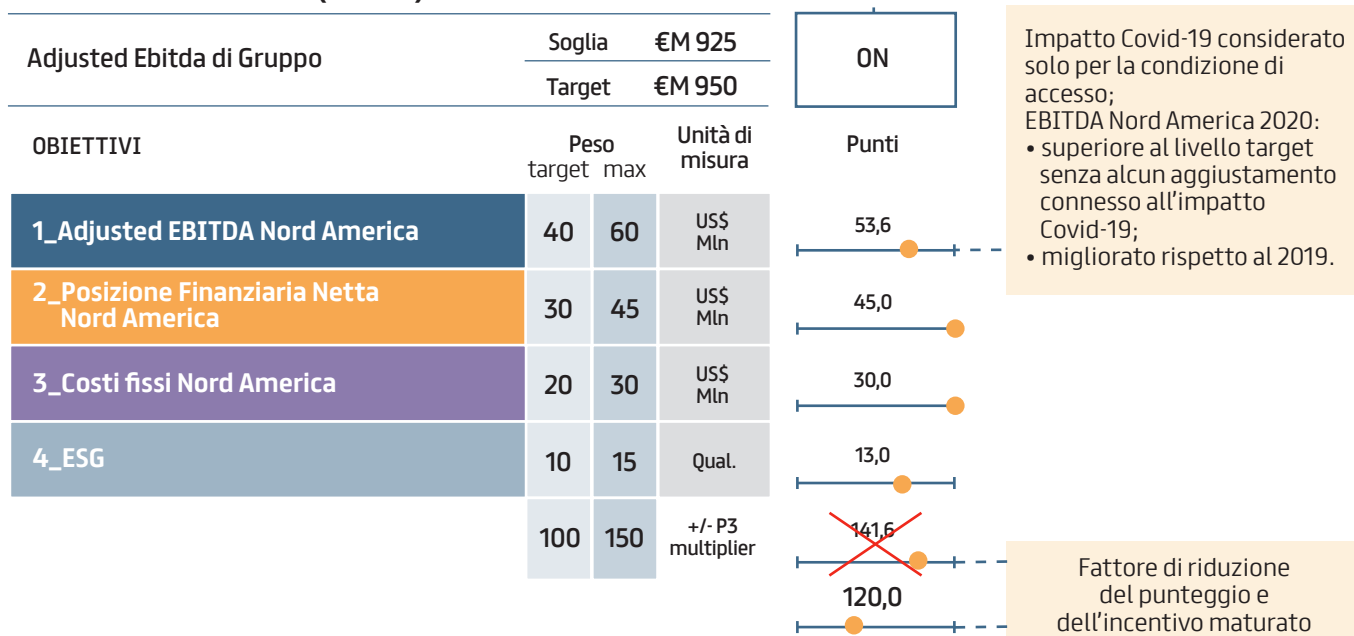 Adjusted Ebitda di Gruppo
Soglia €M 925
Target €M 950
ON
OBIETTIVI
Peso
target max
Unità di
misura
Punti
1_Adjusted EBITDA Nord America
40 60
US$
Mln
53,6
2_Posizione Finanziaria Netta
Nord America
30 45
US$
Mln
45,0
3_Costi fissi Nord America
20 30
US$
Mln
30,0
4_ESG
10 15
Qual.
13,0
100 150
+/- P3
multiplier
141,6
120,0
Impatto Covid-19 considerato
solo per la condizione di
accesso;
EBITDA Nord America 2020:
• superiore al livello target
senza alcun aggiustamento
connesso all'impatto
Covid-19;
• migliorato rispetto al 2019.
Fattore di riduzione
del punteggio e
dell'incentivo maturato